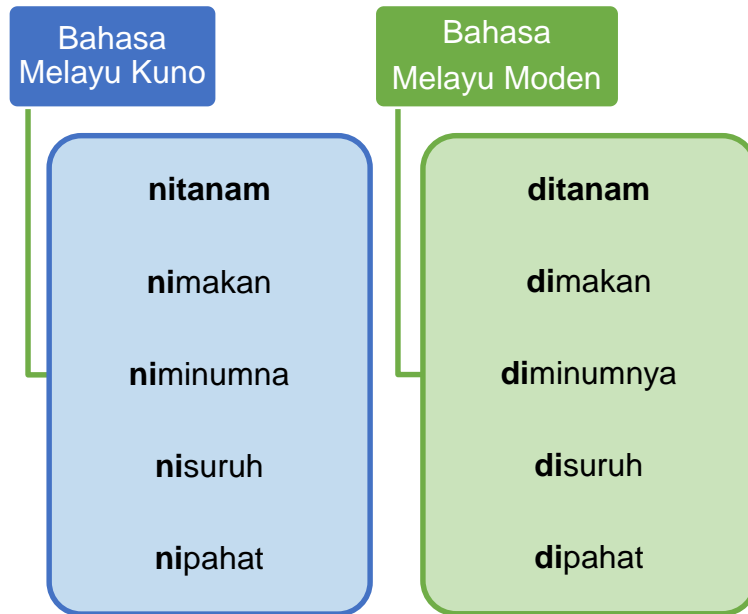 Bahasa
Melayu Kuno
nitanam
nimakan
niminumna
nisuruh
nipahat
Bahasa
Melayu Moden
ditanam
dimakan
diminumnya
disuruh
dipahat